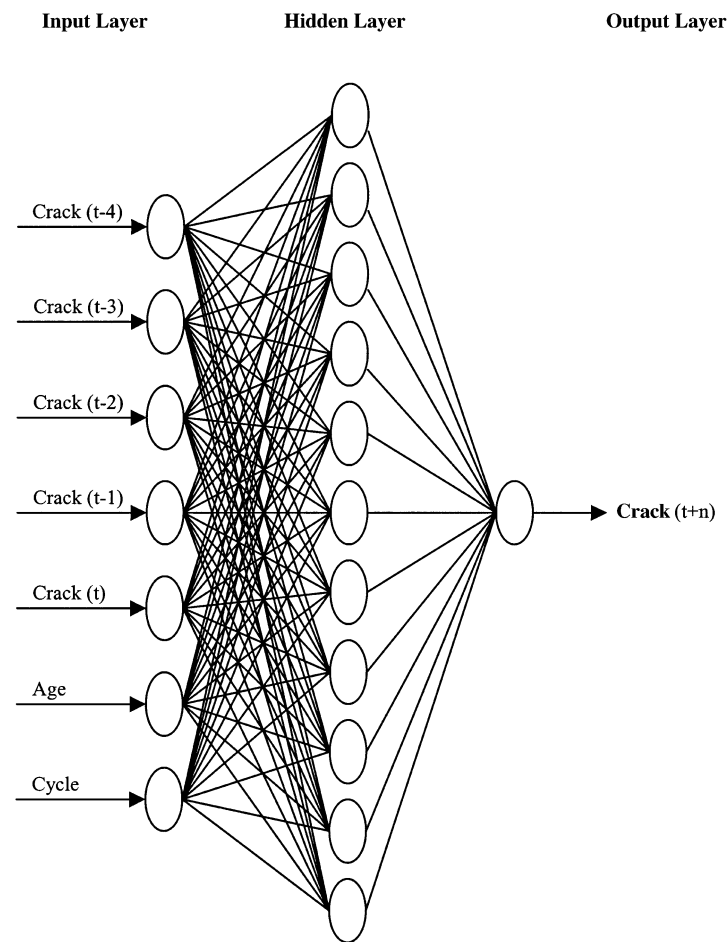 Input Layer
Hidden Layer
Output Layer
Crack (t-4)
Crack (t-3)
Crack (t-2)
Crack (t-1)
Crack (t)
Age
Cycle
Crack (t+n)